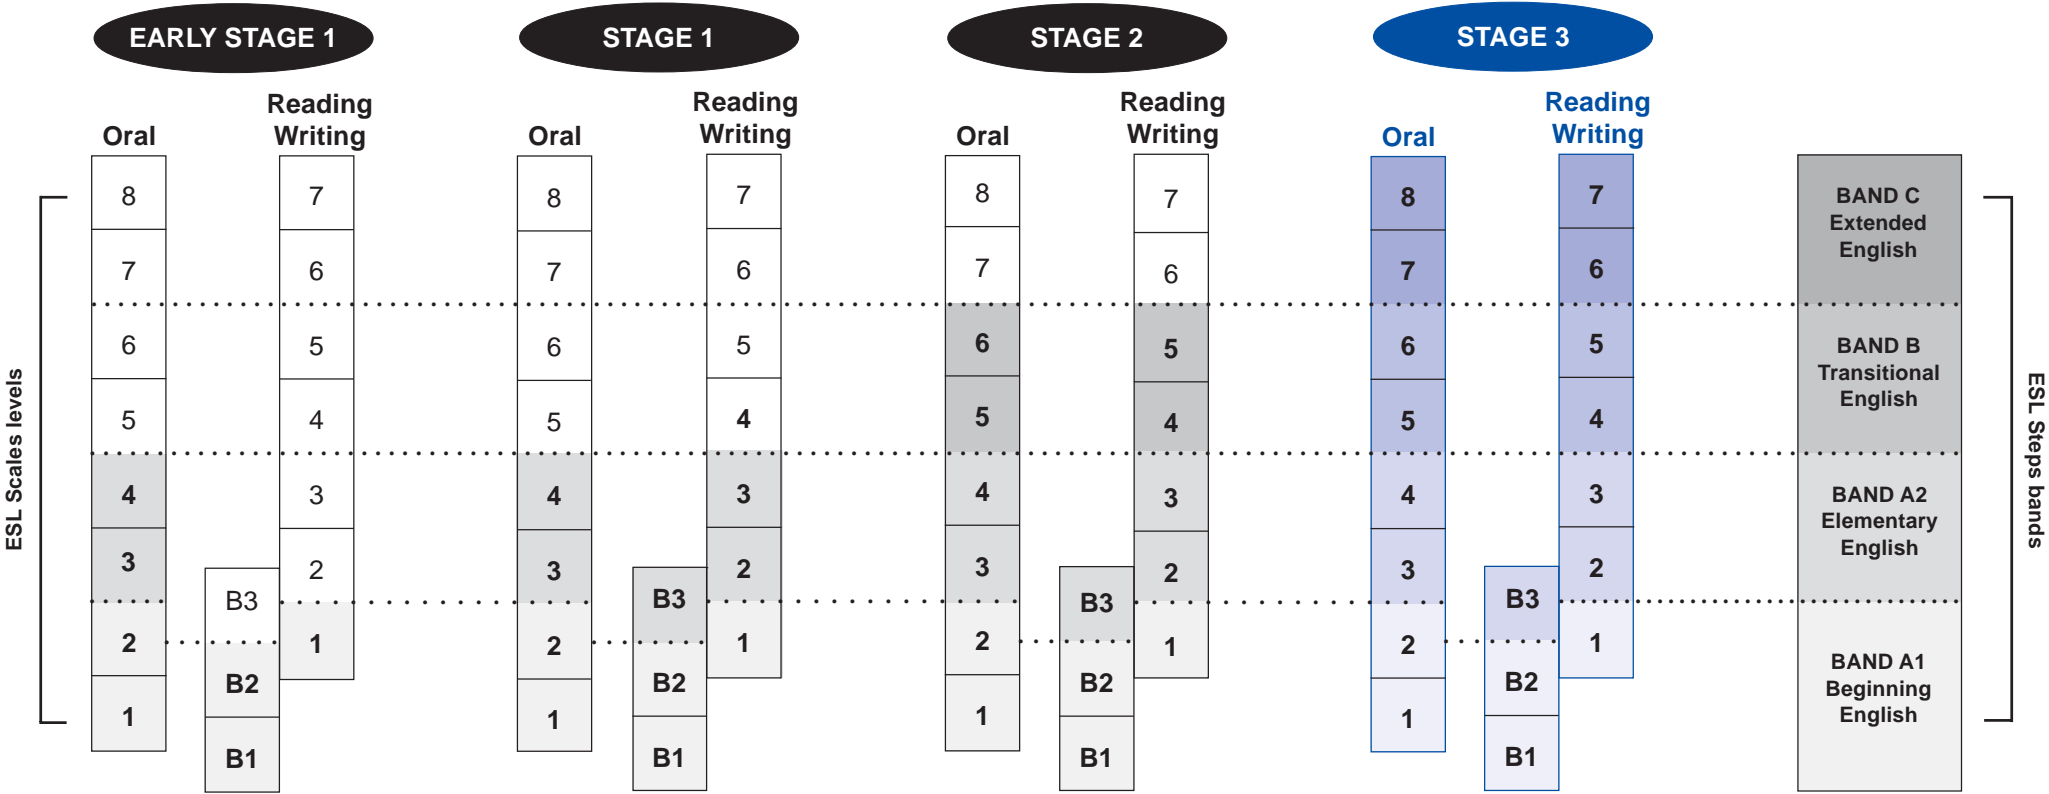 EARLY STAGE 1
STAGE 1
STAGE 2
STAGE 3
ESL Scales levels
Oral
8
7
6
5
4
3
2
1
B3
B2
B1
Reading
Writing
7
6
5
4
3
2
1
Oral
8
7
6
5
4
3
2
1
B3
B2
B1
Reading
Writing
7
6
5
4
3
2
1
Oral
8
7
6
5
4
3
2
1
B3
B2
B1
Reading
Writing
7
6
5
4
3
2
1
Oral
8
7
6
5
4
3
2
1
B3
B2
B1
Reading
Writing
7
6
5
4
3
2
1
BAND C
Extended
English
BAND B
Transitional
English
BAND A2
Elementary
English
BAND A1
Beginning
English
ESL Steps bands